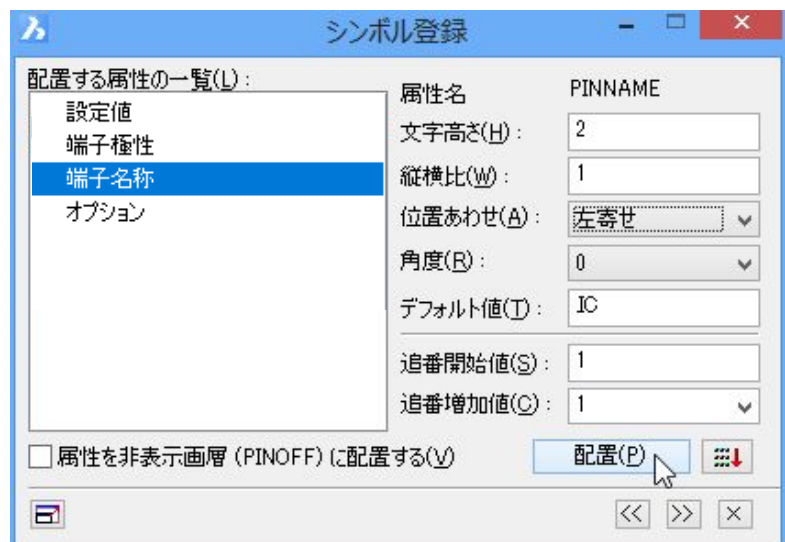 シンボル登録
配置する属性の一覧(L):
設定値
端子極性
端子名称
オプション
属性名 PINNAME
文字高さ(H): 2
縦横比(W): 1
位置あわせ(A): 左寄せ
角度(R): 0
デフォルト値(T): IC
追番開始値(S): 1
追番増加値(C): 1
属性を非表示画層 (PINOFF) に配置する(V)
配置(P)
<< >> ×